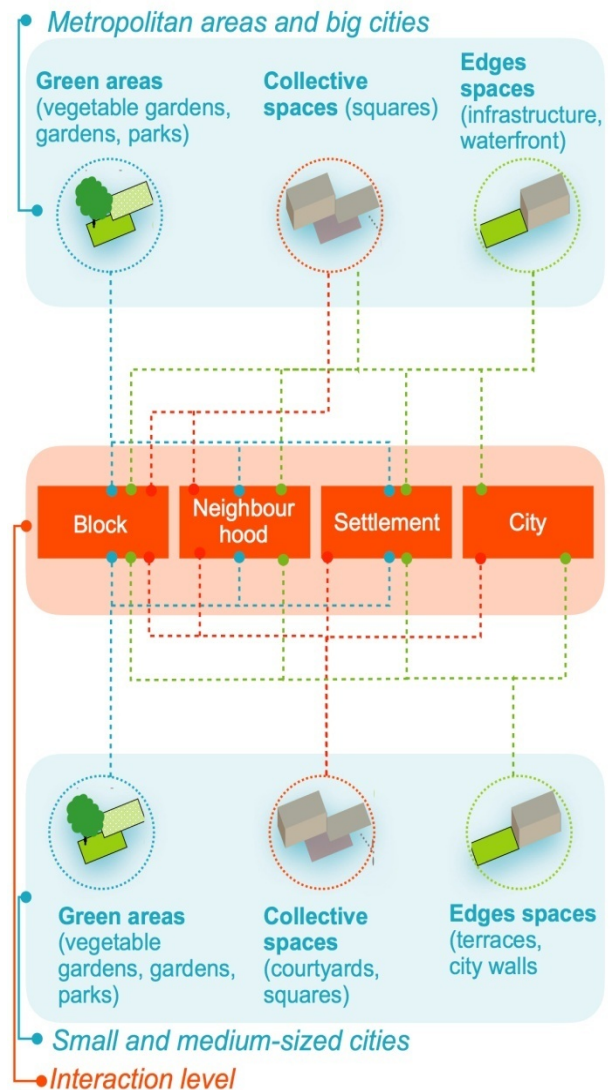 Metropolitan areas and big cities
Green areas
(vegetable gardens,
gardens, parks)
Collective
spaces (squares)
Edges
spaces
(infrastructure,
waterfront)
Block
Neighbour
hood
Settlement
City
Green areas
(vegetable
gardens, gardens,
parks)
Collective
spaces
(courtyards,
squares)
Edges spaces
(terraces,
city walls
Small and medium-sized cities
Interaction level